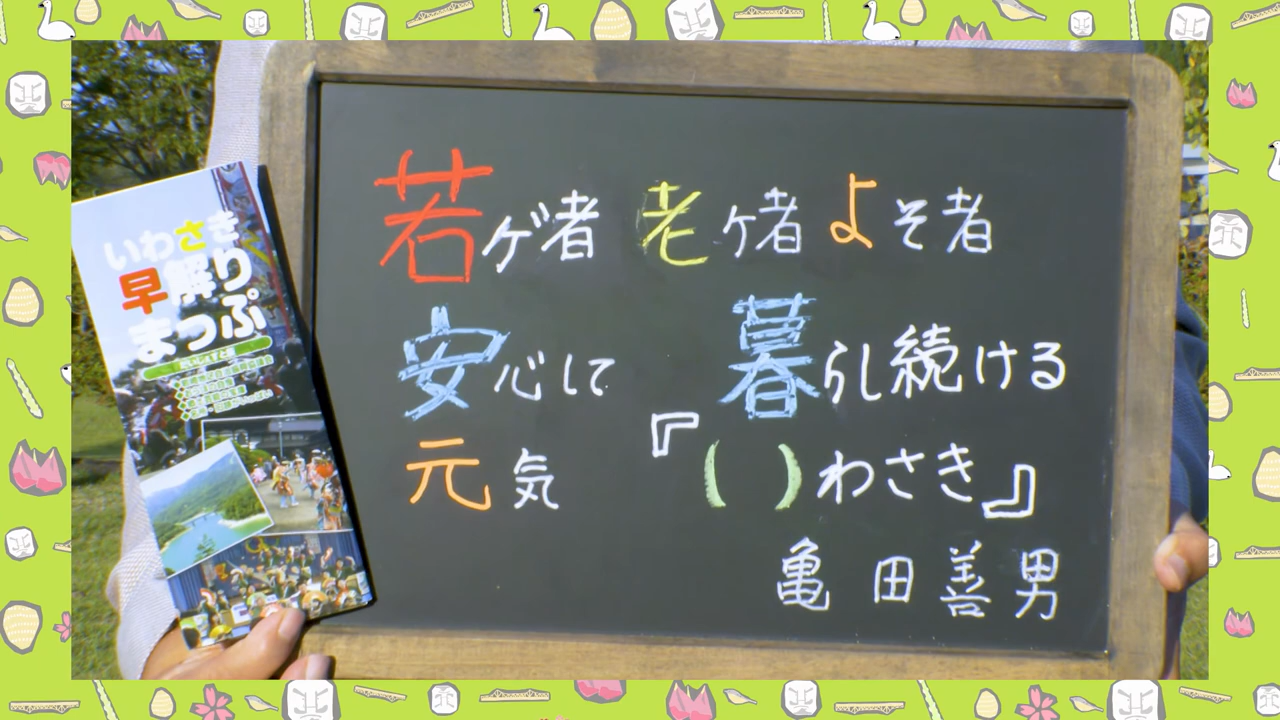 若ゲ者 老ケ者 よそ者
安心して 暮らし続ける
元気 『( )わさき』
亀田善男
いわさき
早解り
まっぷ